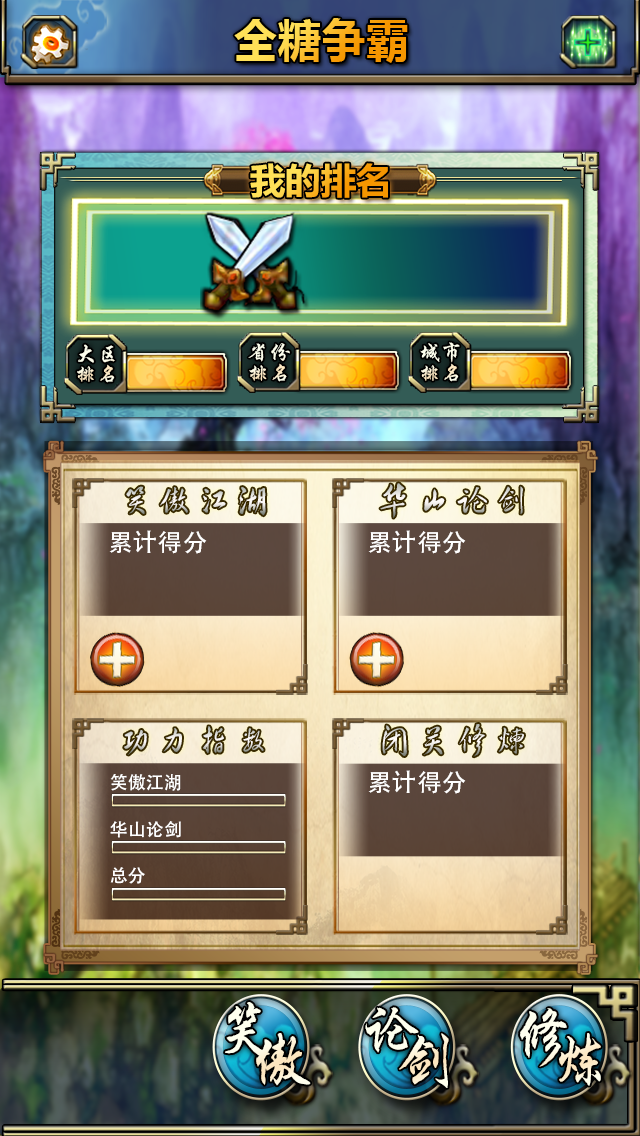 全糖争霸
我的排名
大区排名
省份排名
城市排名
笑傲江湖
华山论剑
累计得分
累计得分
功力指数
闭关修炼
笑傲江湖
华山论剑
总分
累计得分
笑傲
论剑
修炼